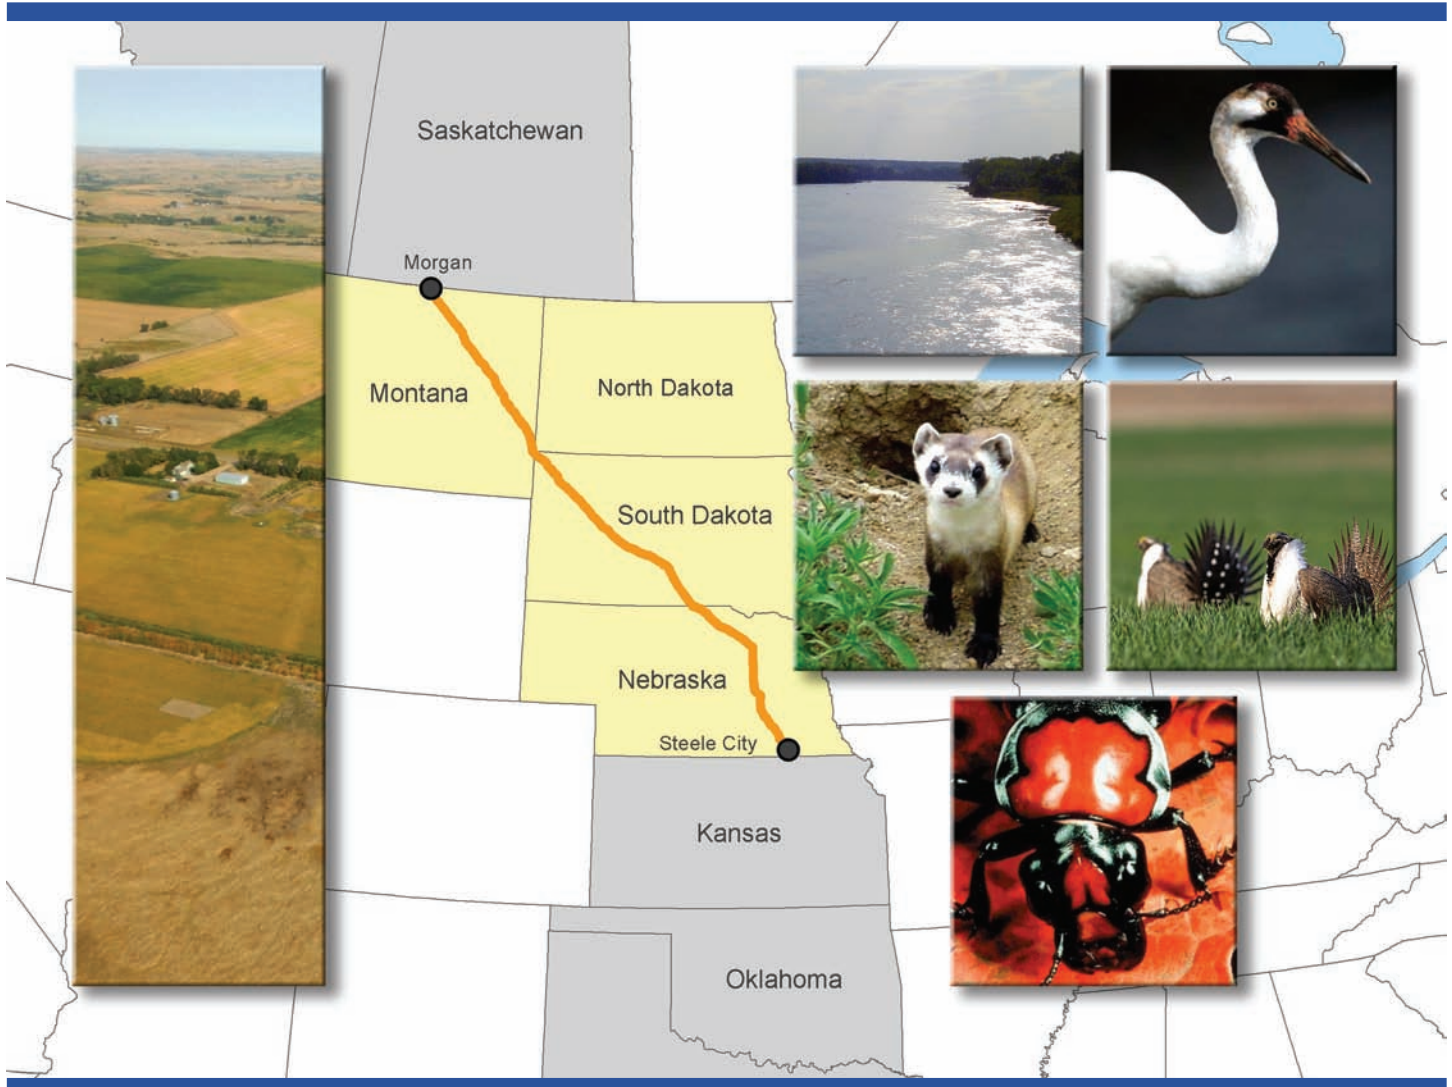 Saskatchewan
Morgan
Montana
North Dakota
South Dakota
Nebraska
Steele City
Kansas
Oklahoma